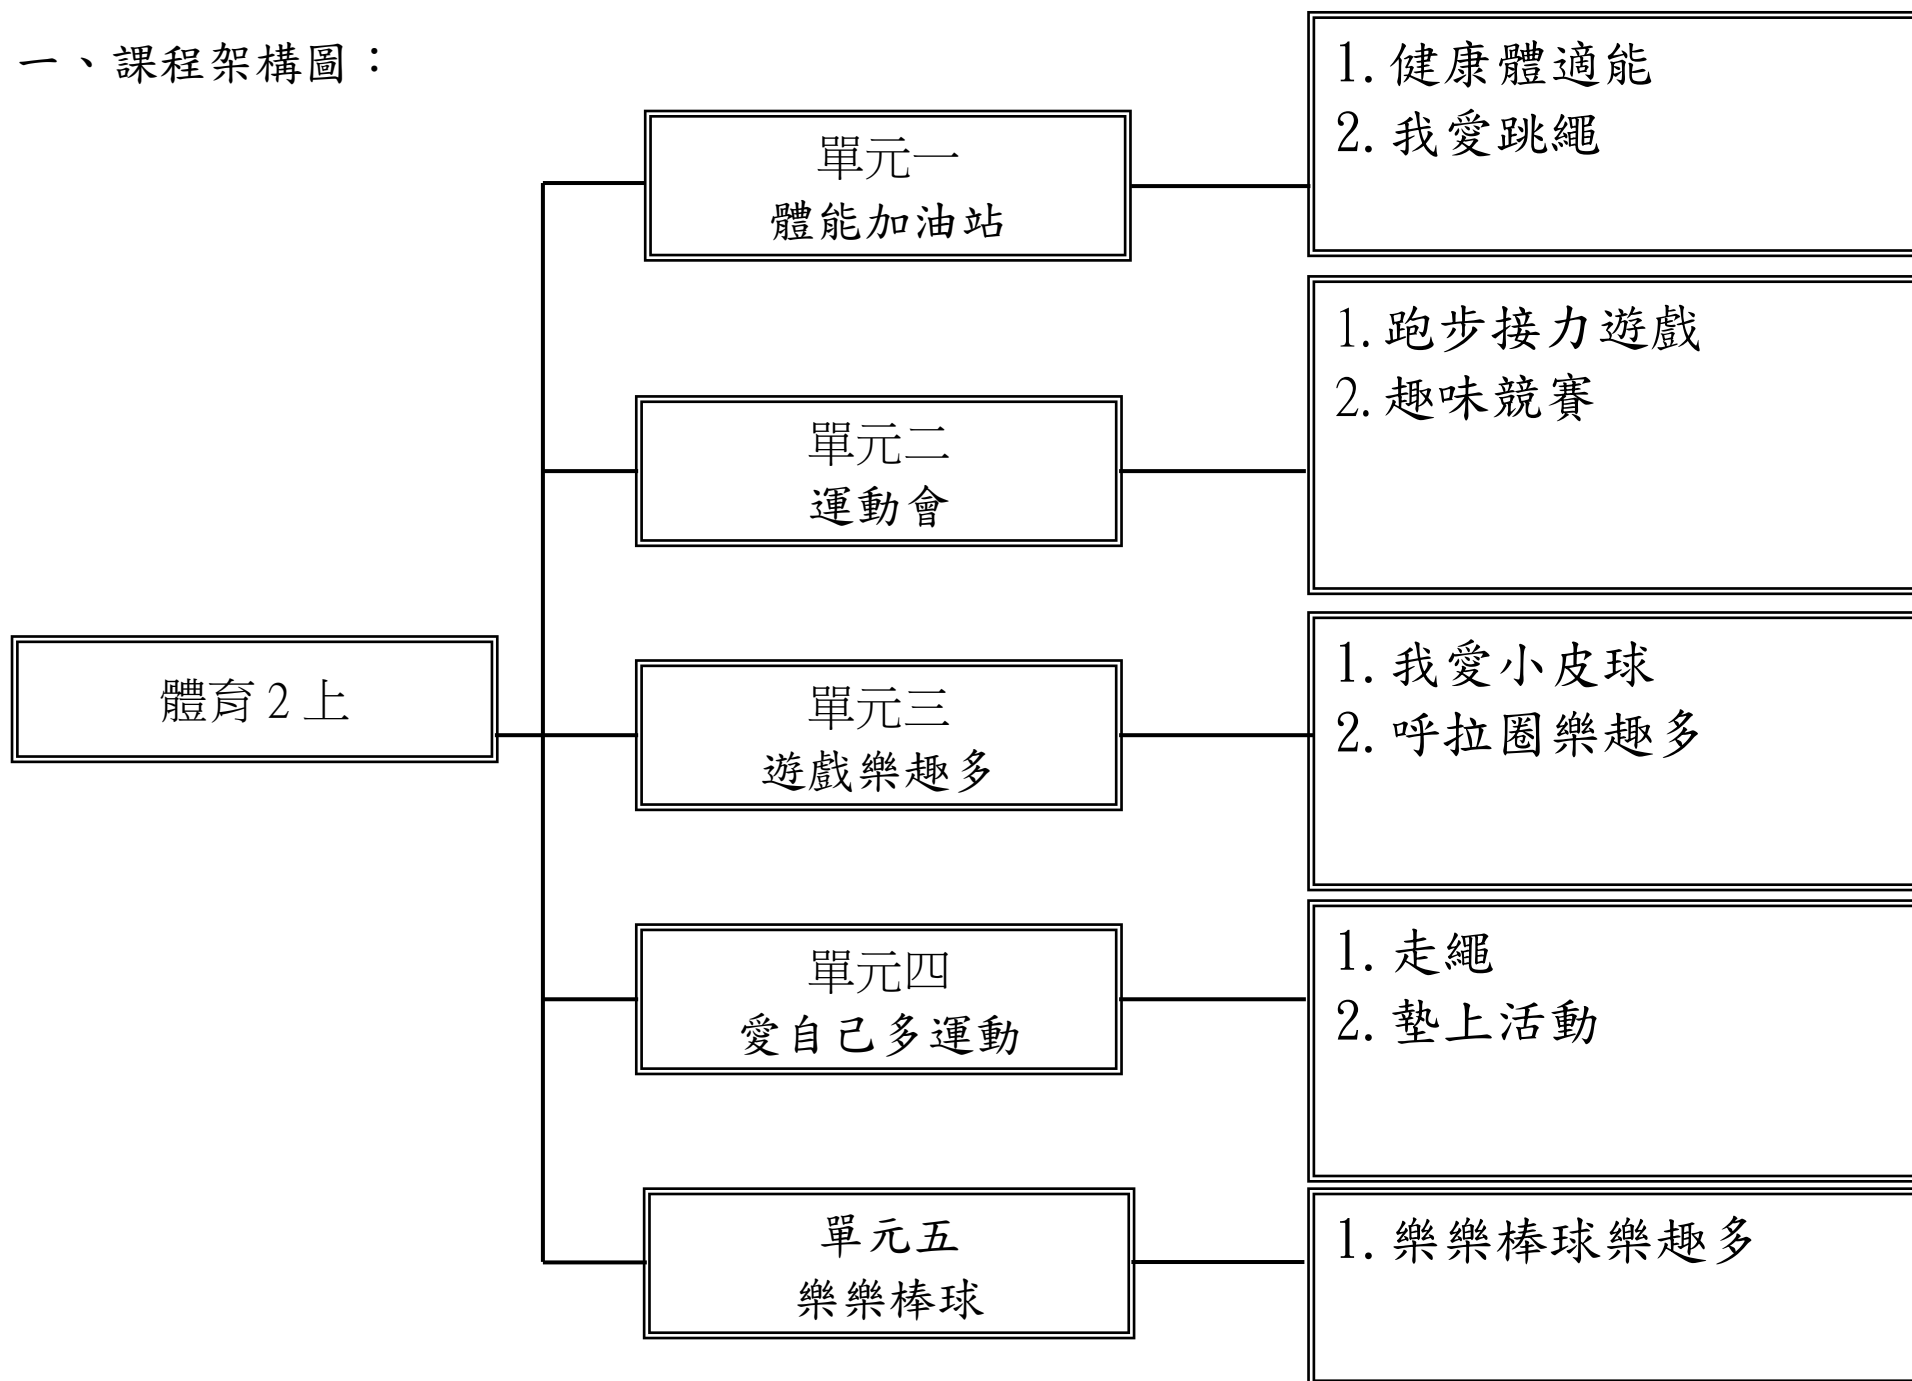 一、課程架構圖：
體育2上
單元一
體能加油站
1.健康體適能
2.我愛跳繩
單元二
運動會
1.跑步接力遊戲
2.趣味競賽
單元三
遊戲樂趣多
1.我愛小皮球
2.呼拉圈樂趣多
單元四
愛自己多運動
1.走繩
2.墊上活動
單元五
樂樂棒球
1.樂樂棒球樂趣多